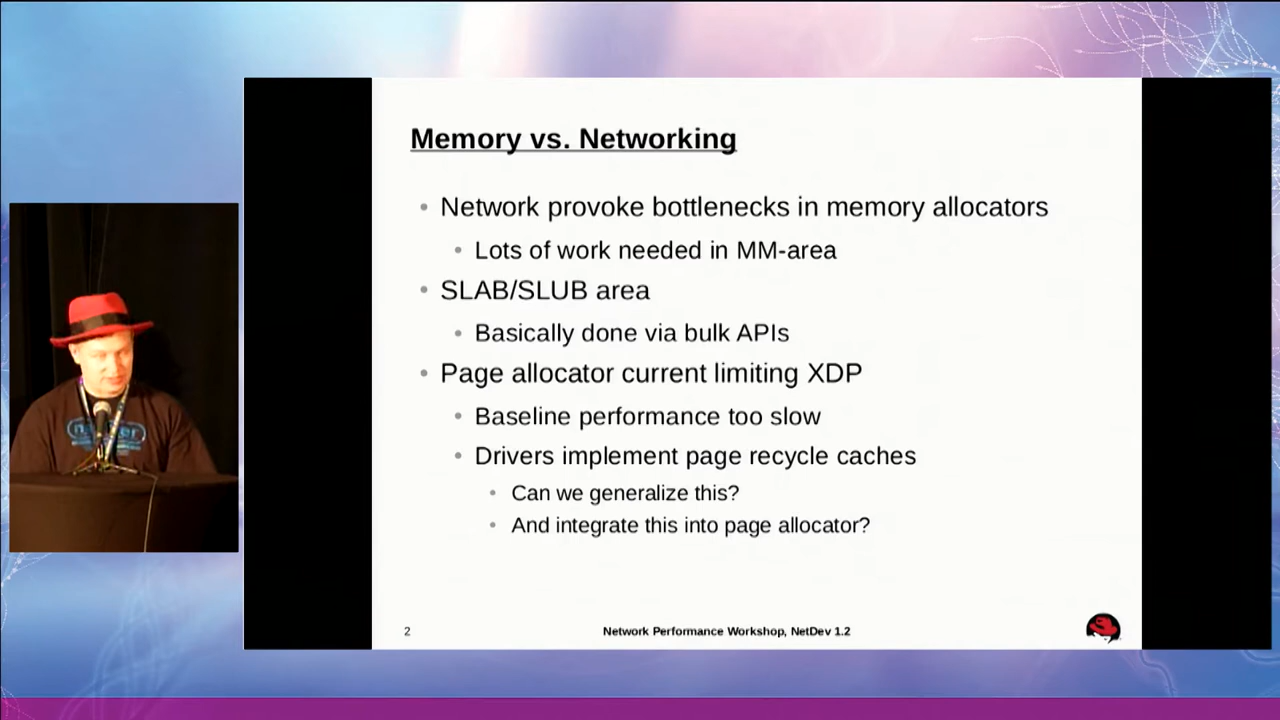 Memory vs. Networking
Network provoke bottlenecks in memory allocators
Lots of work needed in MM-area
SLAB/SLUB area
Basically done via bulk APIs
Page allocator current limiting XDP
Baseline performance too slow
Drivers implement page recycle caches
Can we generalize this?
And integrate this into page allocator?
2
Network Performance Workshop, NetDev 1.2